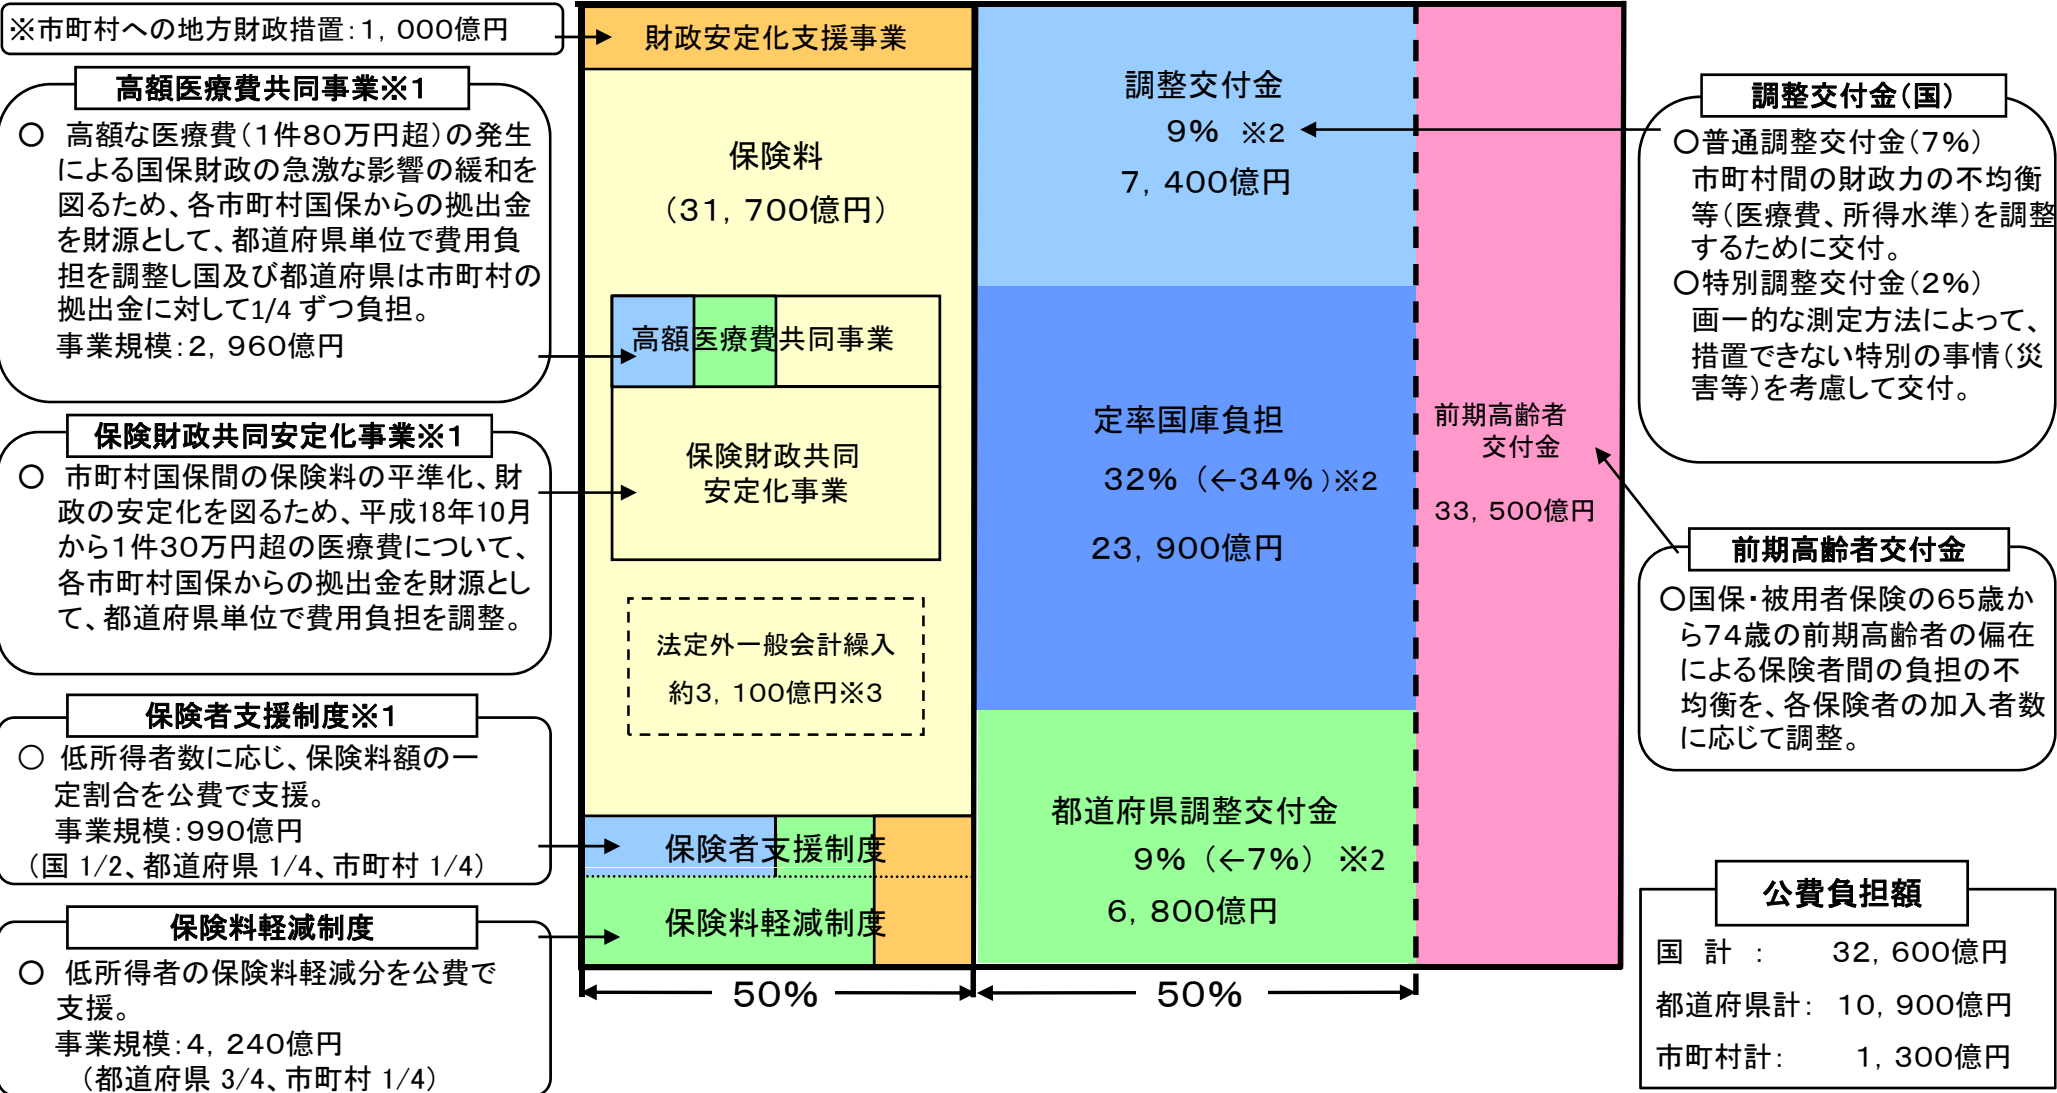 ※市町村への地方財政措置：１，０００億円
高額医療費共同事業※１
○ 高額な医療費（１件８０万円超）の発生
による国保財政の急激な影響の緩和を
図るため、各市町村国保からの拠出金
を財源として、都道府県単位で費用負
担を調整し国及び都道府県は市町村の
拠出金に対して1/4 ずつ負担。
事業規模：２，９６０億円
保険財政共同安定化事業※１
○ 市町村国保間の保険料の平準化、財
政の安定化を図るため、平成18年10月
から１件３０万円超の医療費について、
各市町村国保からの拠出金を財源とし
て、都道府県単位で費用負担を調整。
保険者支援制度※１
○ 低所得者数に応じ、保険料額の一
定割合を公費で支援。
事業規模：９９０億円
（国 1/2、都道府県 1/4、市町村 1/4）
保険料軽減制度
○ 低所得者の保険料軽減分を公費で
支援。
事業規模：４，２４０億円
（都道府県 3/4、市町村 1/4）
財政安定化支援事業
保険料
（３１，７００億円）
高額医療費共同事業
保険財政共同
安定化事業
法定外一般会計繰入
約３，１００億円※３
保険者支援制度
保険料軽減制度
５０％
調整交付金
９％ ※２
７，４００億円
定率国庫負担
３２％（←３４％）※２
２３，９００億円
都道府県調整交付金
９％（←７％） ※２
６，８００億円
５０％
前期高齢者
交付金
３３，５００億円
調整交付金（国）
○普通調整交付金（７％）
市町村間の財政力の不均衡
等（医療費、所得水準）を調整
するために交付。
○特別調整交付金（２％）
画一的な測定方法によって、
措置できない特別の事情（災
害等）を考慮して交付。
前期高齢者交付金
○国保・被用者保険の６５歳か
ら７４歳の前期高齢者の偏在
による保険者間の負担の不
均衡を、各保険者の加入者数
に応じて調整。
公費負担額
国 計 ： ３２，６００億円
都道府県計： １０，９００億円
市町村計： １，３００億円